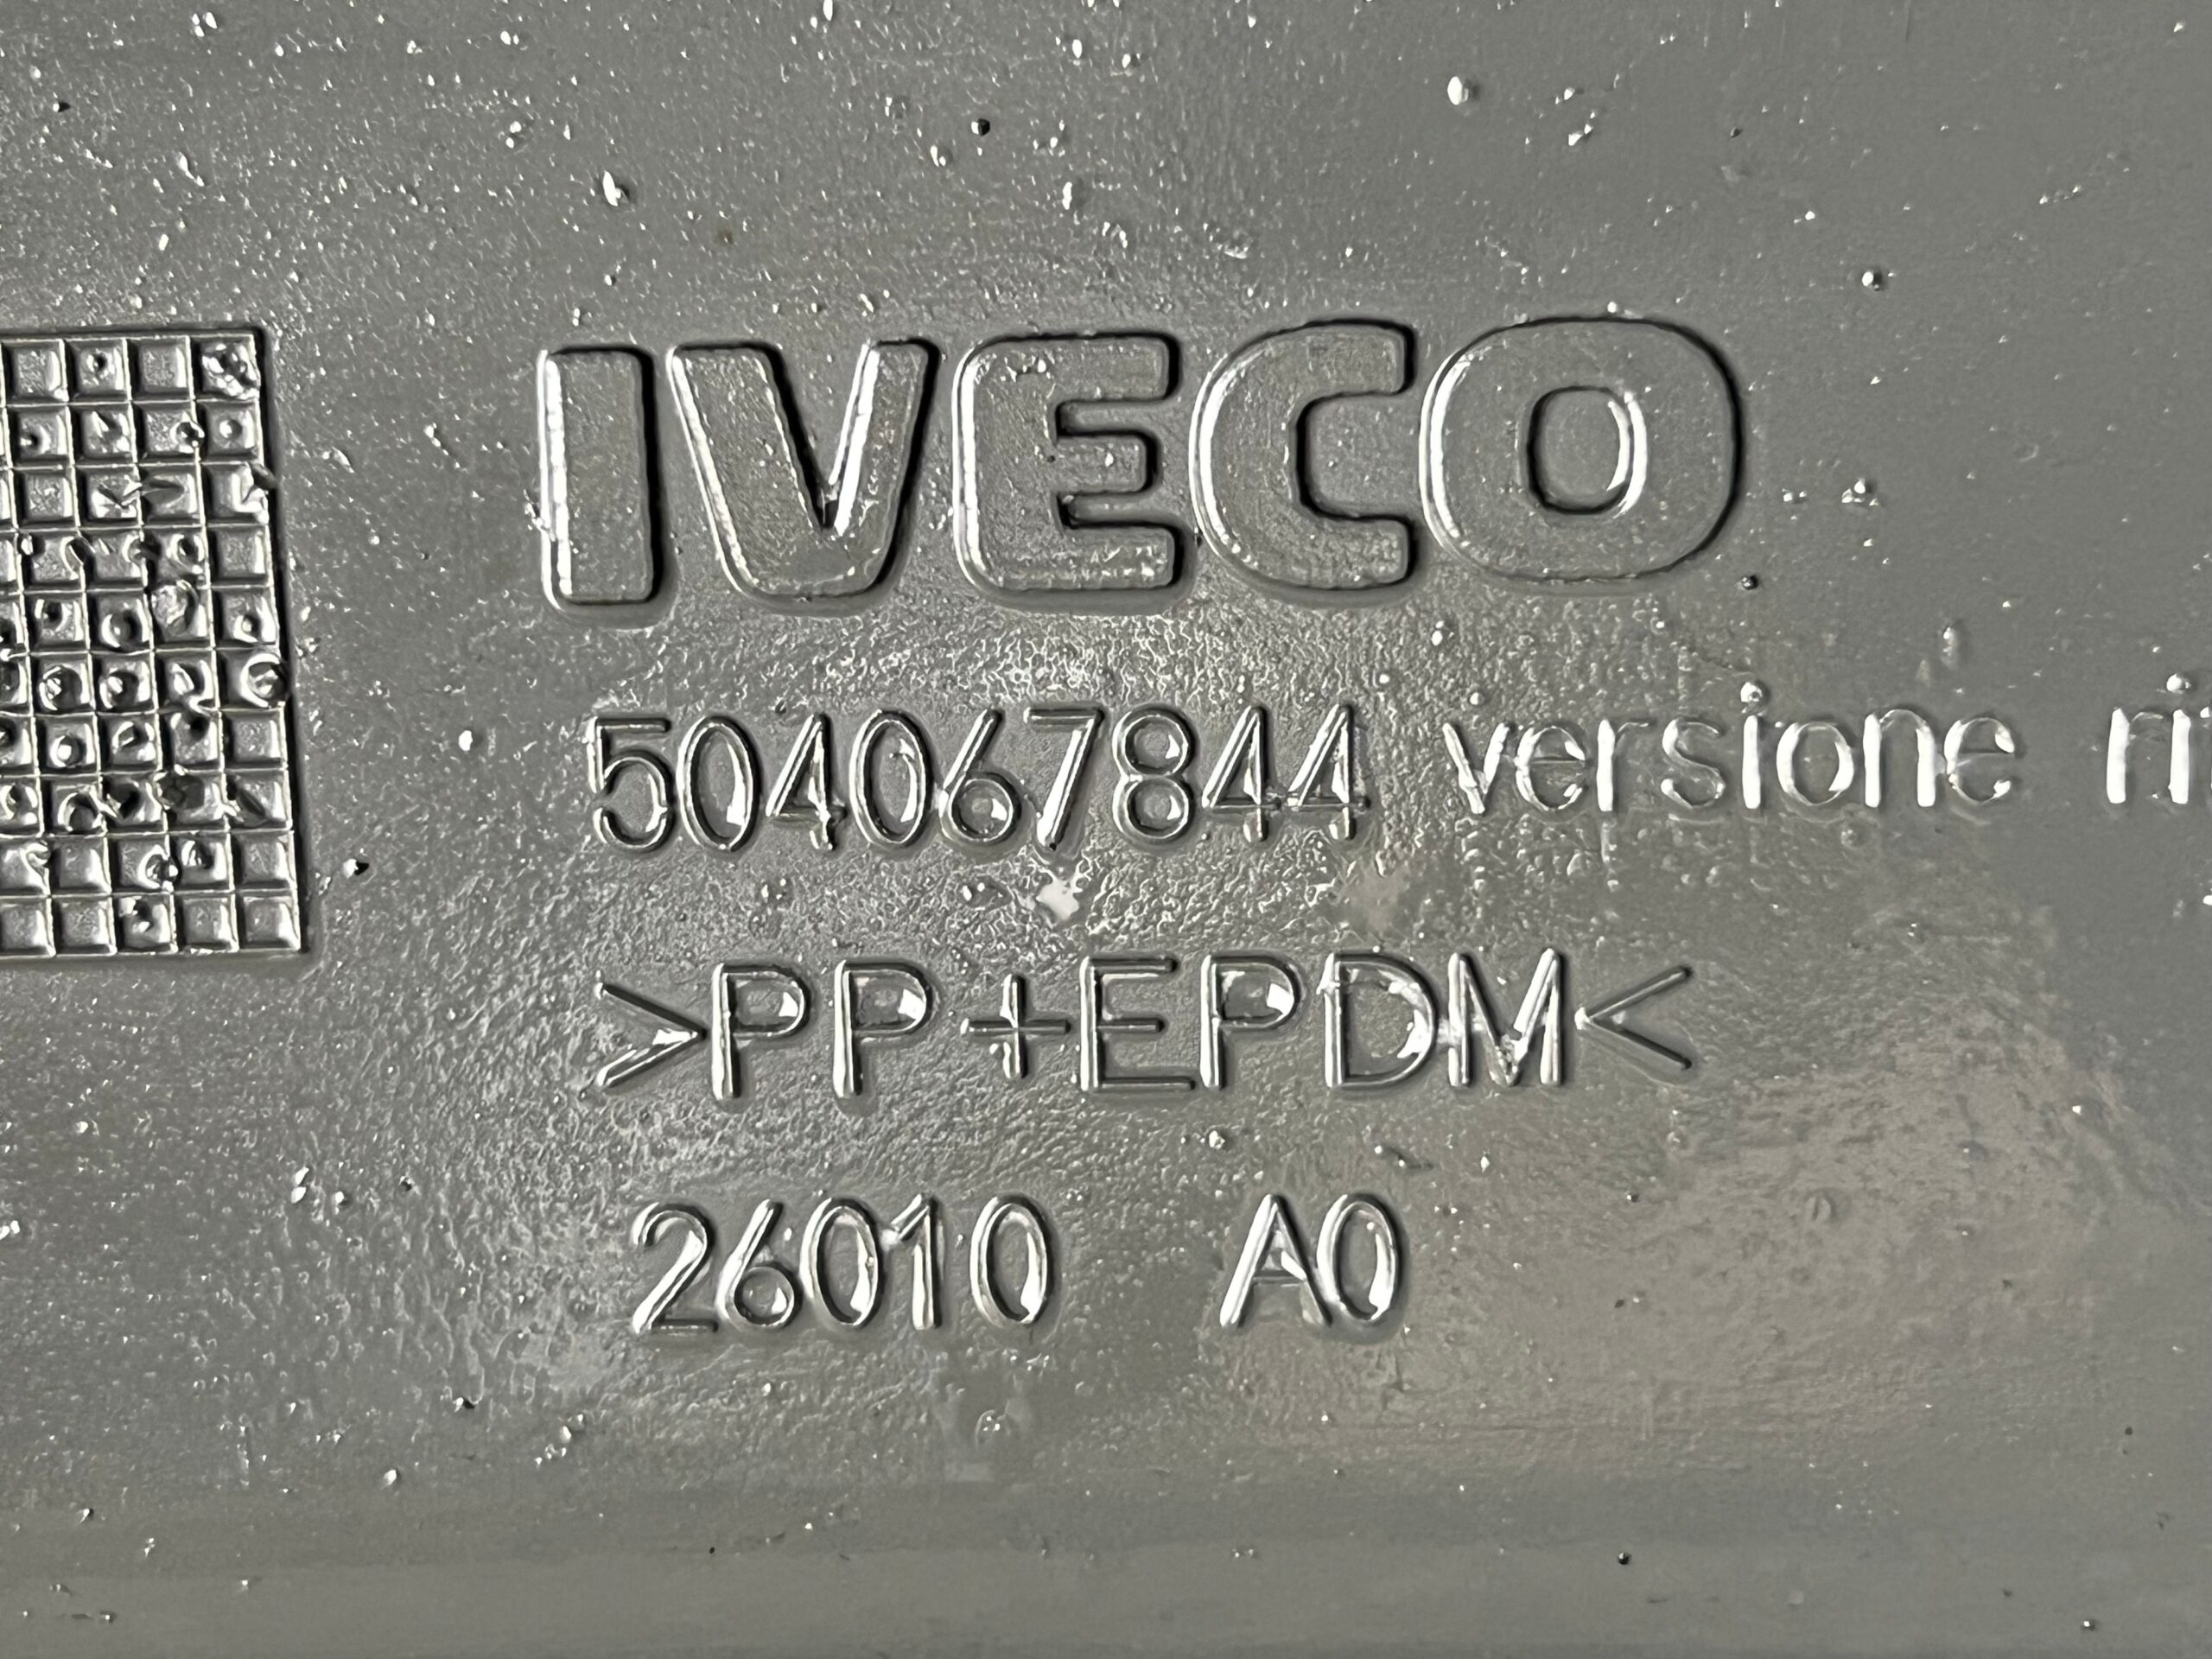 IVECO
504067844 versione
>PP+EPDM<
26010 A0